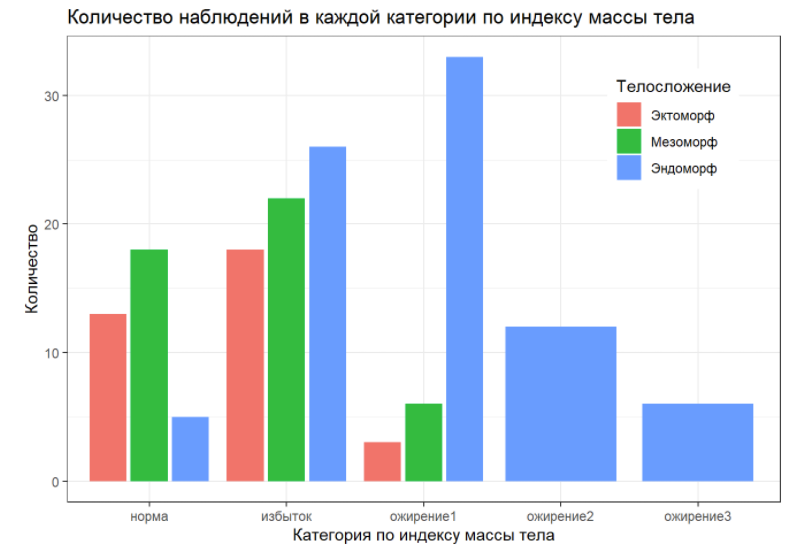 Количество наблюдений в каждой категории по индексу массы тела
Телосложение
Эктоморф
Мезоморф
Эндоморф
Количество
30
20
10
0
норма избыток ожирение1 ожирение2 ожирение3
Категория по индексу массы тела